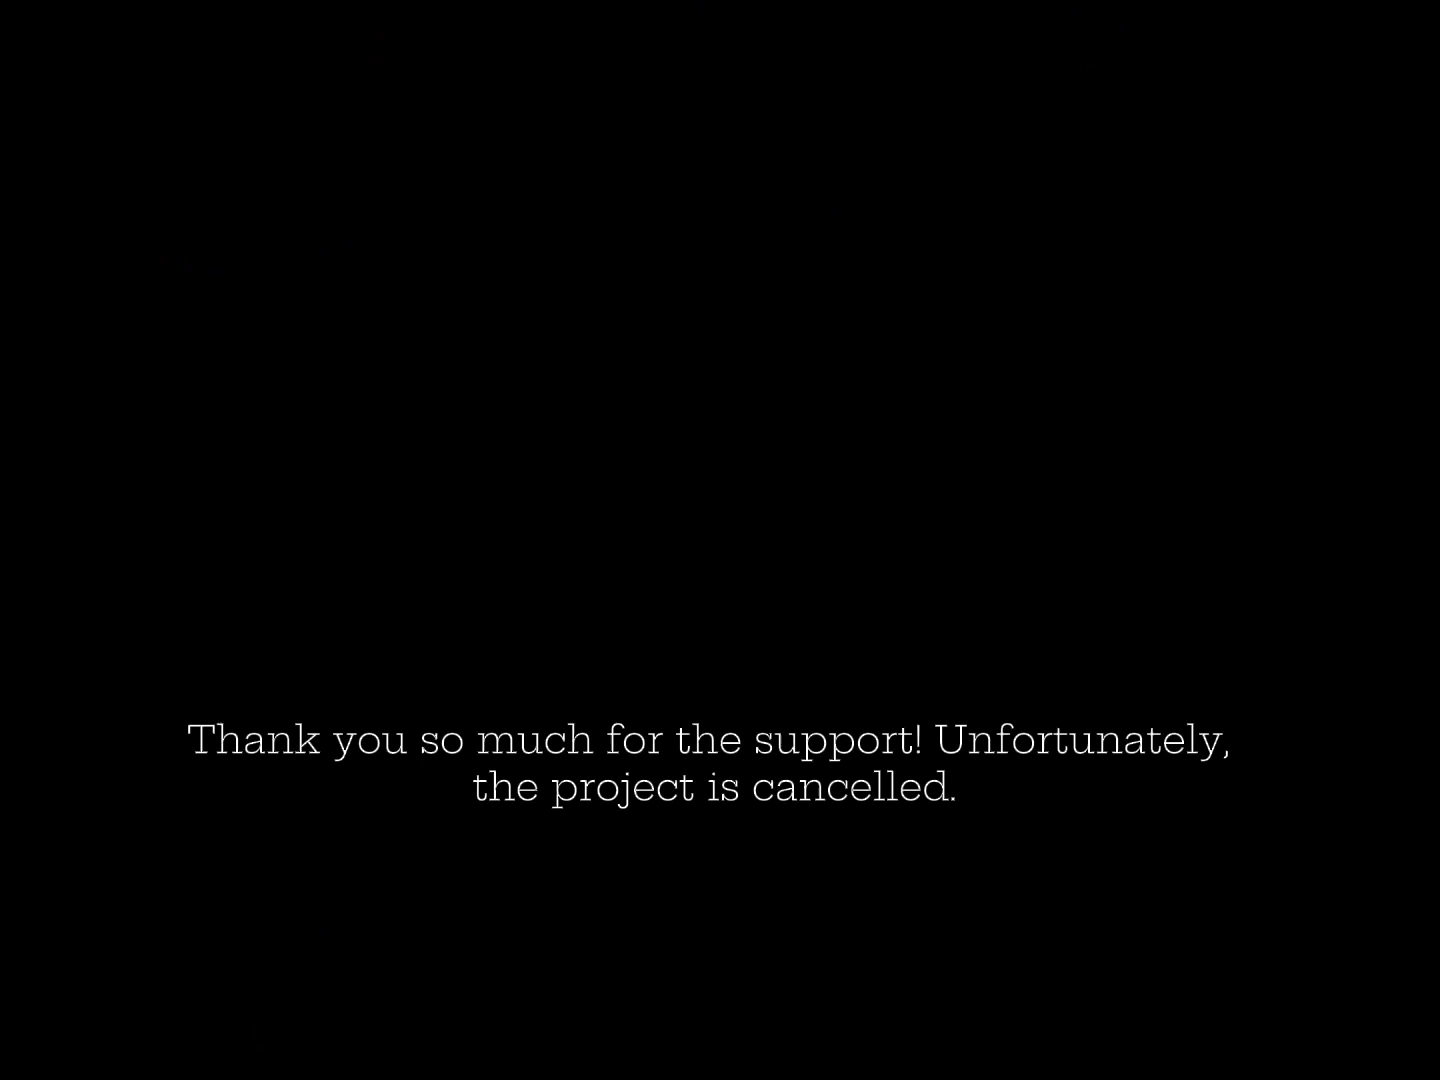 Thank you so much for the support! Unfortunately,
the project is cancelled.